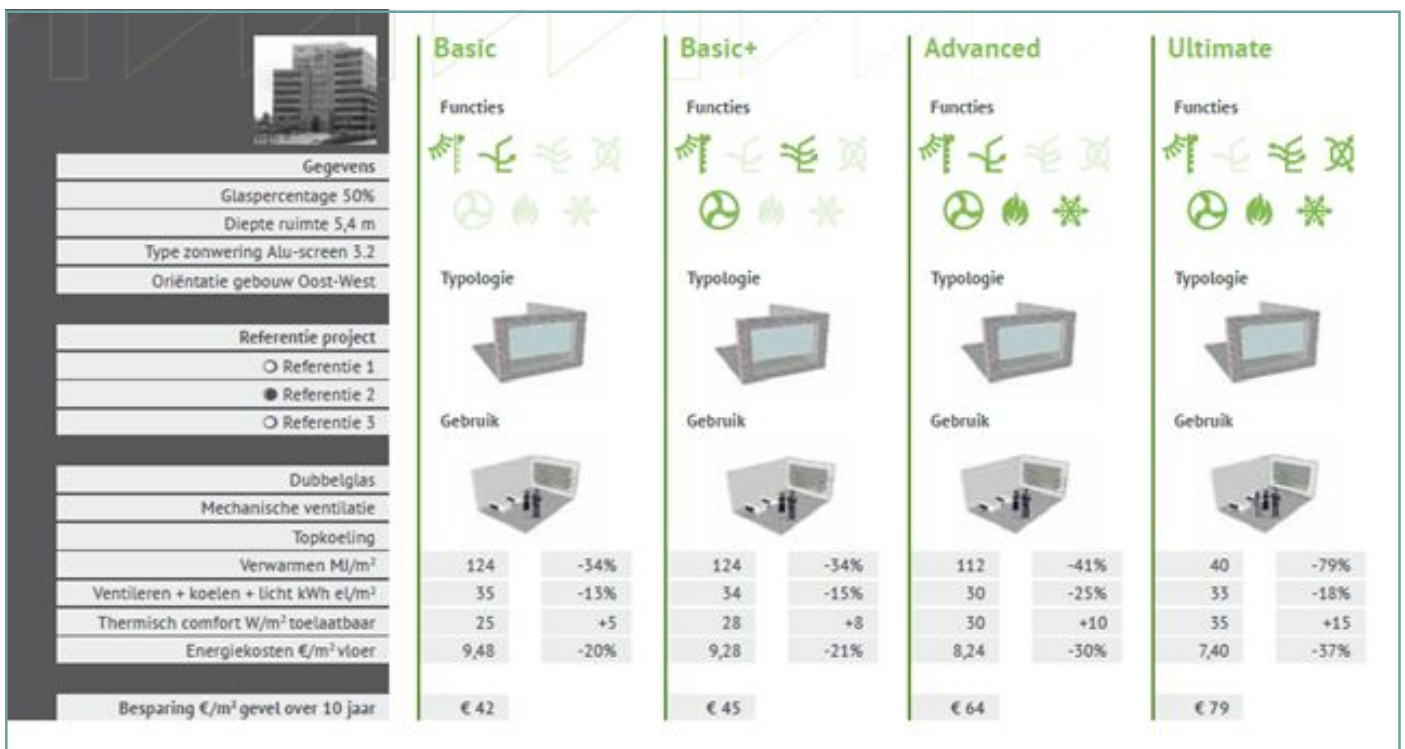 Basic Basic+ Advanced Ultimate
Functies Functies Functies Functies
Gegevens
Glaspercentage 50%
Diepte ruimte 5,4 m
Type zonwering Alu-screen 3.2
Oriëntatie gebouw Oost-West
Typologie Typologie Typologie Typologie
Referentie project
Referentie 1
Referentie 2
Referentie 3
Gebruik Gebruik Gebruik Gebruik
Dubbelglas
Mechanische ventilatie
Topkoeling
Verwarmen MJ/m² 124 -34% 124 -34% 112 -41% 40 -79%
Ventileren + koelen + licht kWh el/m² 35 -13% 34 -15% 30 -25% 33 -18%
Thermisch comfort W/m² toelaatbaar 25 +5 28 +8 30 +10 35 +15
Energiekosten €/m² vloer 9,48 -20% 9,28 -21% 8,24 -30% 7,40 -37%
Besparing €/m² gevel over 10 jaar € 42 € 45 € 64 € 79